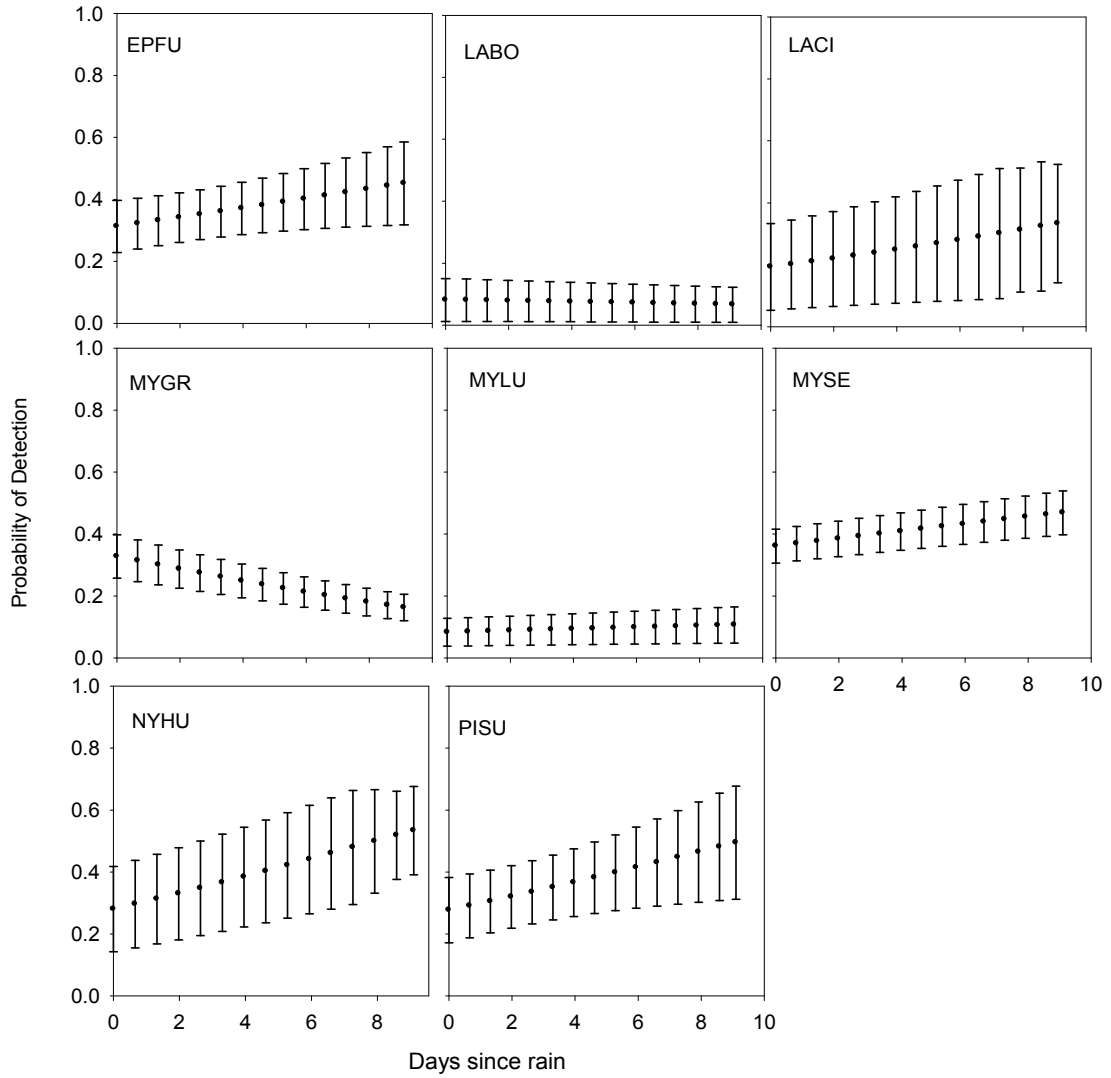 1.0
0.8
0.6
0.4
0.2
0.0
EPFU
LABO
LACI
1.0
0.8
0.6
0.4
0.2
0.0
MYGR
MYLU
MYSE
0 2 4 6 8 10
1.0
0.8
0.6
0.4
0.2
0.0
NYHU
PISU
0 2 4 6 8
0 2 4 6 8 10
Probability of Detection
Days since rain